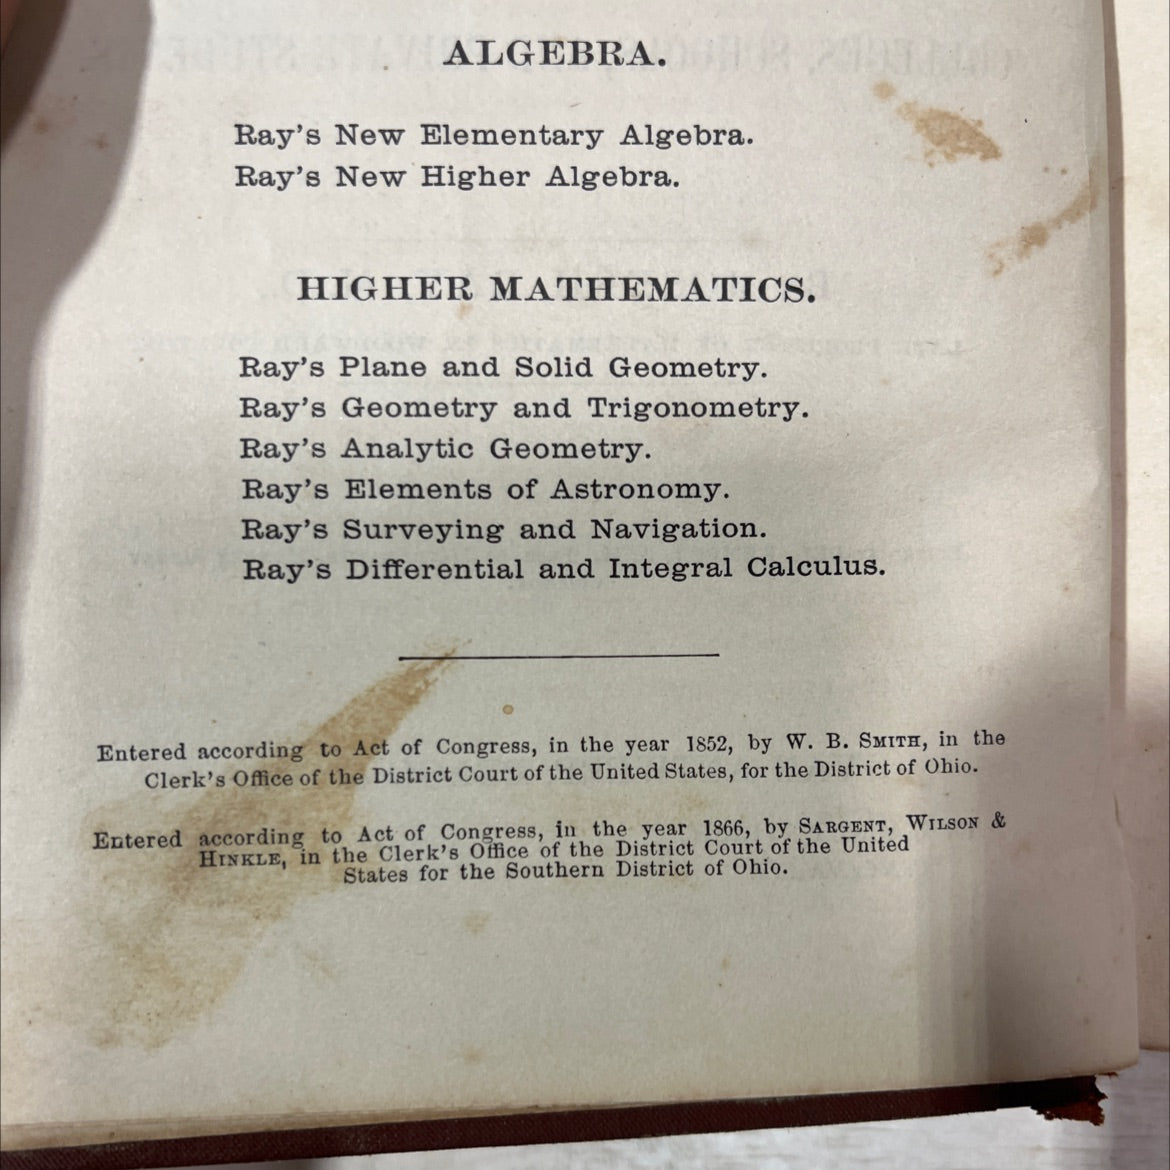 ALGEBRA.
Ray's New Elementary Algebra.
Ray's New Higher Algebra.
HIGHER MATHEMATICS.
Ray's Plane and Solid Geometry.
Ray's Geometry and Trigonometry.
Ray's Analytic Geometry.
Ray's Elements of Astronomy.
Ray's Surveying and Navigation.
Ray's Differential and Integral Calculus.
Entered according to Act of Congress, in the year 1852, by W. B. SMITH, in the
Clerk's Office of the District Court of the United States, for the District of Ohio.
Entered according to Act of Congress, in the year 1866, by SARGENT, WILSON &
HINKLE, in the Clerk's Office of the District Court of the United
States for the Southern District of Ohio.